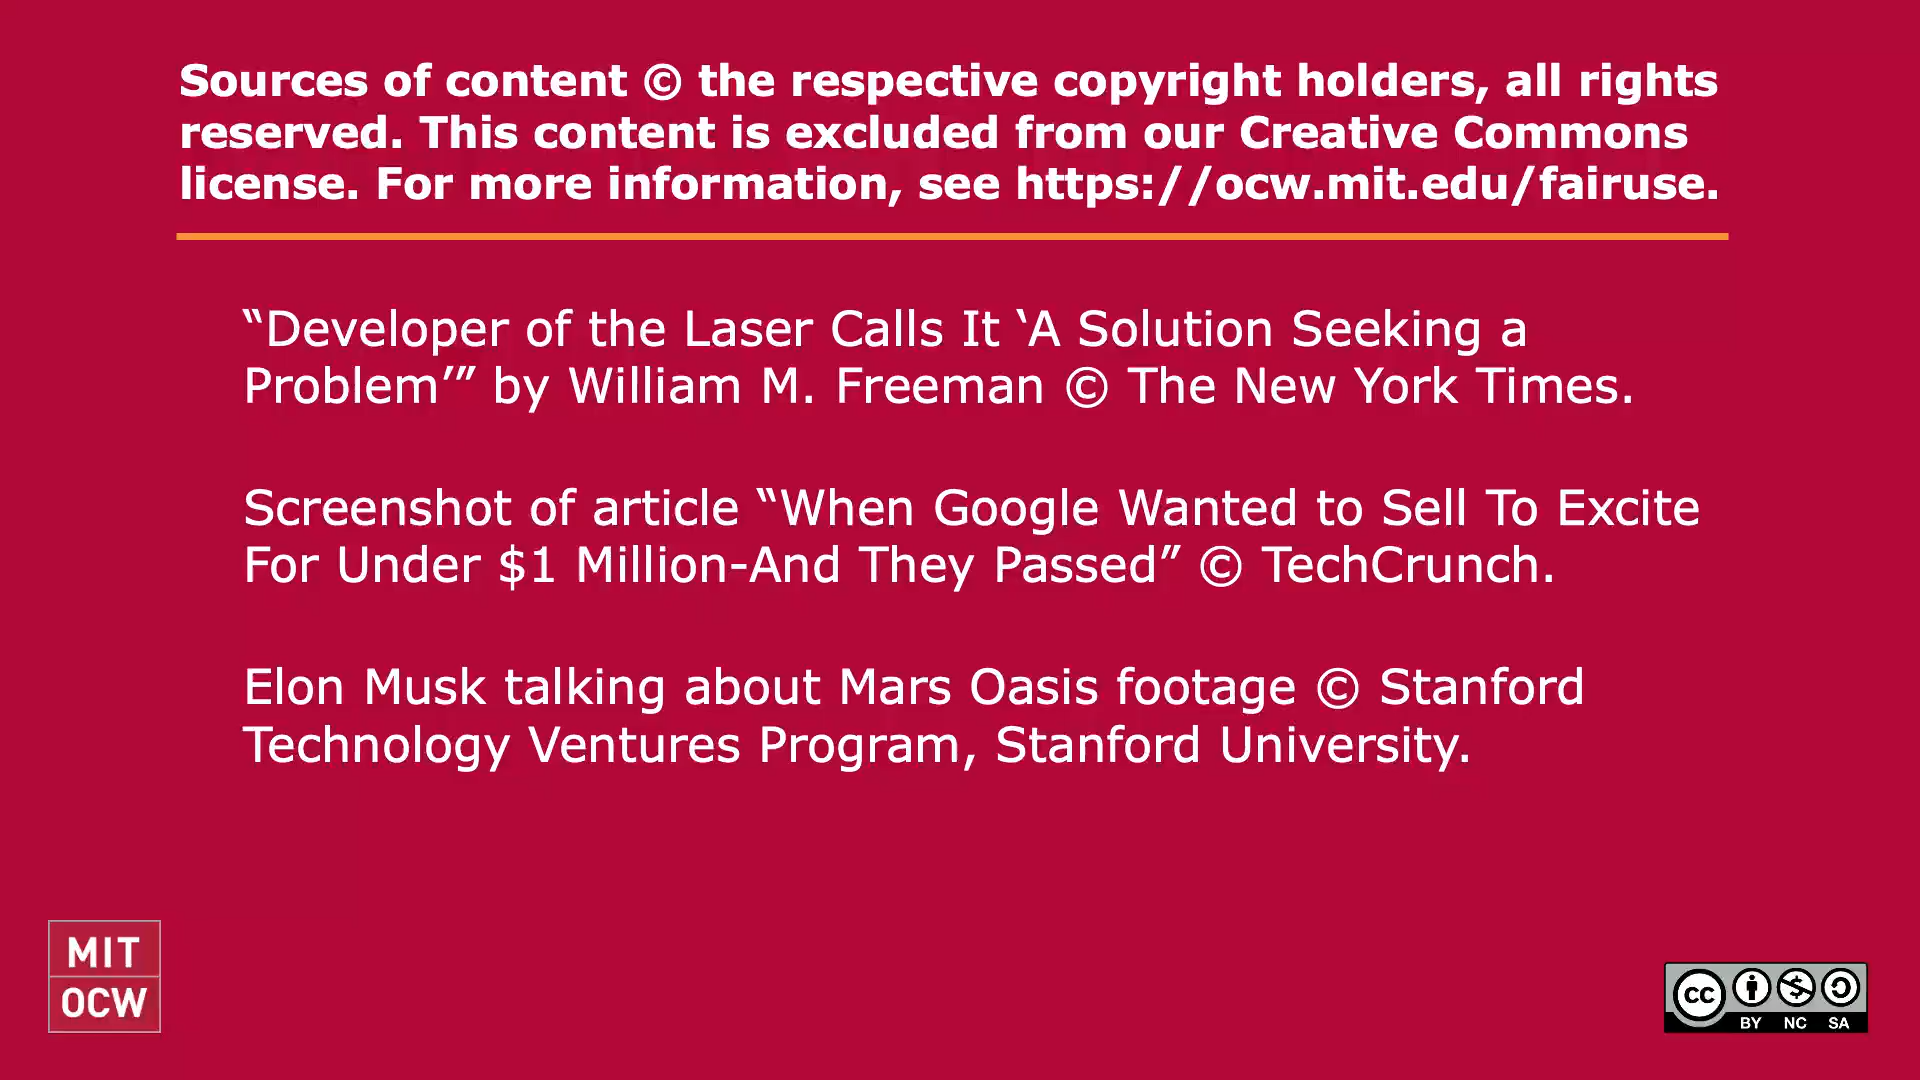 Sources of content © the respective copyright holders, all rights
reserved. This content is excluded from our Creative Commons
license. For more information, see https://ocw.mit.edu/fairuse.
“Developer of the Laser Calls It ‘A Solution Seeking a
Problem’” by William M. Freeman © The New York Times.
Screenshot of article “When Google Wanted to Sell To Excite
For Under $1 Million-And They Passed” © TechCrunch.
Elon Musk talking about Mars Oasis footage © Stanford
Technology Ventures Program, Stanford University.
MIT
OCW
cc
BY NC SA